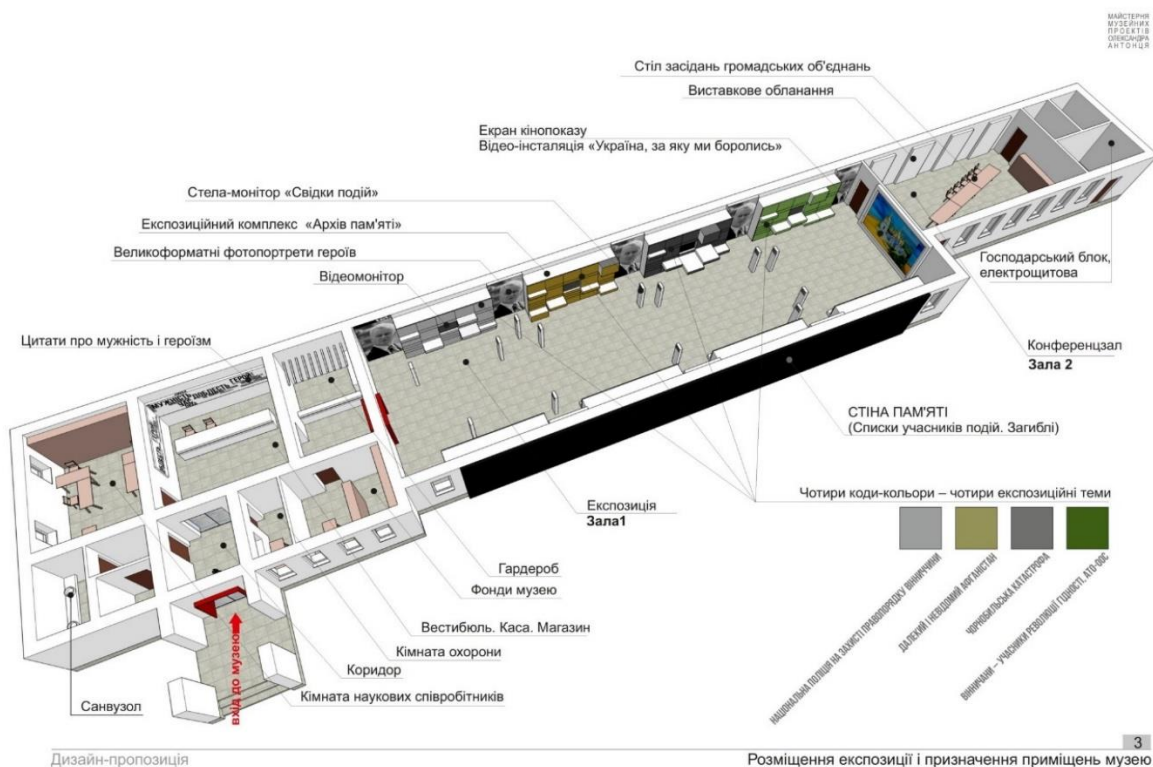 МАЙСТЕРНЯ
МУЗЕЙНИХ
ПРОЕКТІВ
ОЛЕКСАНДРА
АНТОНЦЯ
Стіл засідань громадських об'єднань
Виставкове обланання
Екран кінопоказу
Відео-інсталяція «Україна, за яку ми боролись»
Стела-монітор «Свідки подій»
Експозиційний комплекс «Архів пам'яті»
Великоформатні фотопортрети героїв
Відеомонітор
Цитати про мужність і героїзм
Господарський блок,
електрощитова
Конференцзал
Зала 2
СТІНА ПАМ'ЯТІ
(Списки учасників подій. Загиблі)
Чотири коди-кольори – чотири експозиційні теми
НАЦІОНАЛЬНА ПОЛІЦІЯ НА ЗАХИСТІ ПРАВОПОРЯДКУ ВІННИЧЧИНИ
ДАЛЕКИЙ І НЕВІДОМИЙ АФГАНІСТАН
ЧОРНОБИЛЬСЬКА КАТАСТРОФА
ВІННИЧАНИ – УЧАСНИКИ РЕВОЛЮЦІЇ ГІДНОСТІ, АТО-ООС
Експозиція
Зала1
Гардероб
Фонди музею
Вестибюль. Каса. Магазин
Кімната охорони
Коридор
Кімната наукових співробітників
Санвузол
вхід до музею
3
Дизайн-пропозиція
Розміщення експозиції і призначення приміщень музею